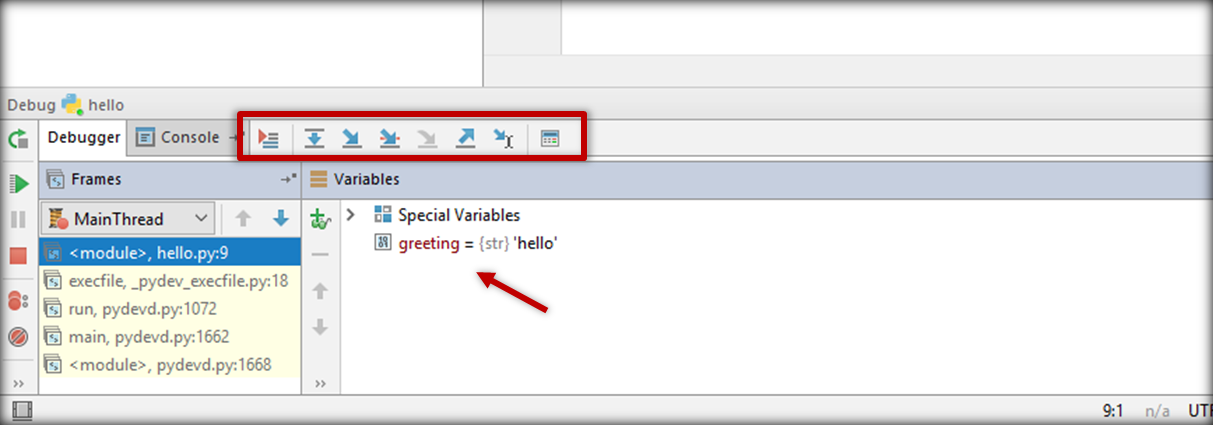 Debug hello
Debugger Console
Frames Variables
MainThread
Special Variables
<module>, hello.py:9
greeting = {str} 'hello'
execfile, _pydev_execfile.py:18
run, pydevd.py:1072
main, pydevd.py:1662
<module>, pydevd.py:1668
9:1 n/a UTF